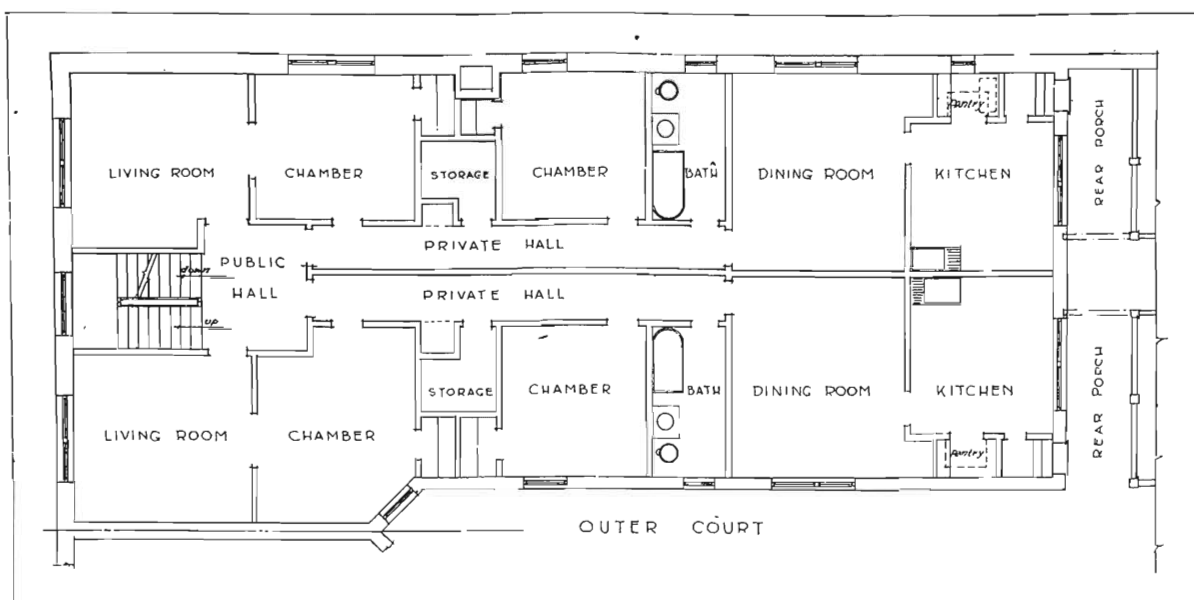 Pantry
LIVING ROOM
CHAMBER
STORAGE
CHAMBER
BATH
DINING ROOM
KITCHEN
REAR PORCH
PRIVATE HALL
PUBLIC
HALL
down
up
PRIVATE HALL
LIVING ROOM
CHAMBER
STORAGE
CHAMBER
BATH
DINING ROOM
KITCHEN
REAR PORCH
Pantry
OUTER COURT